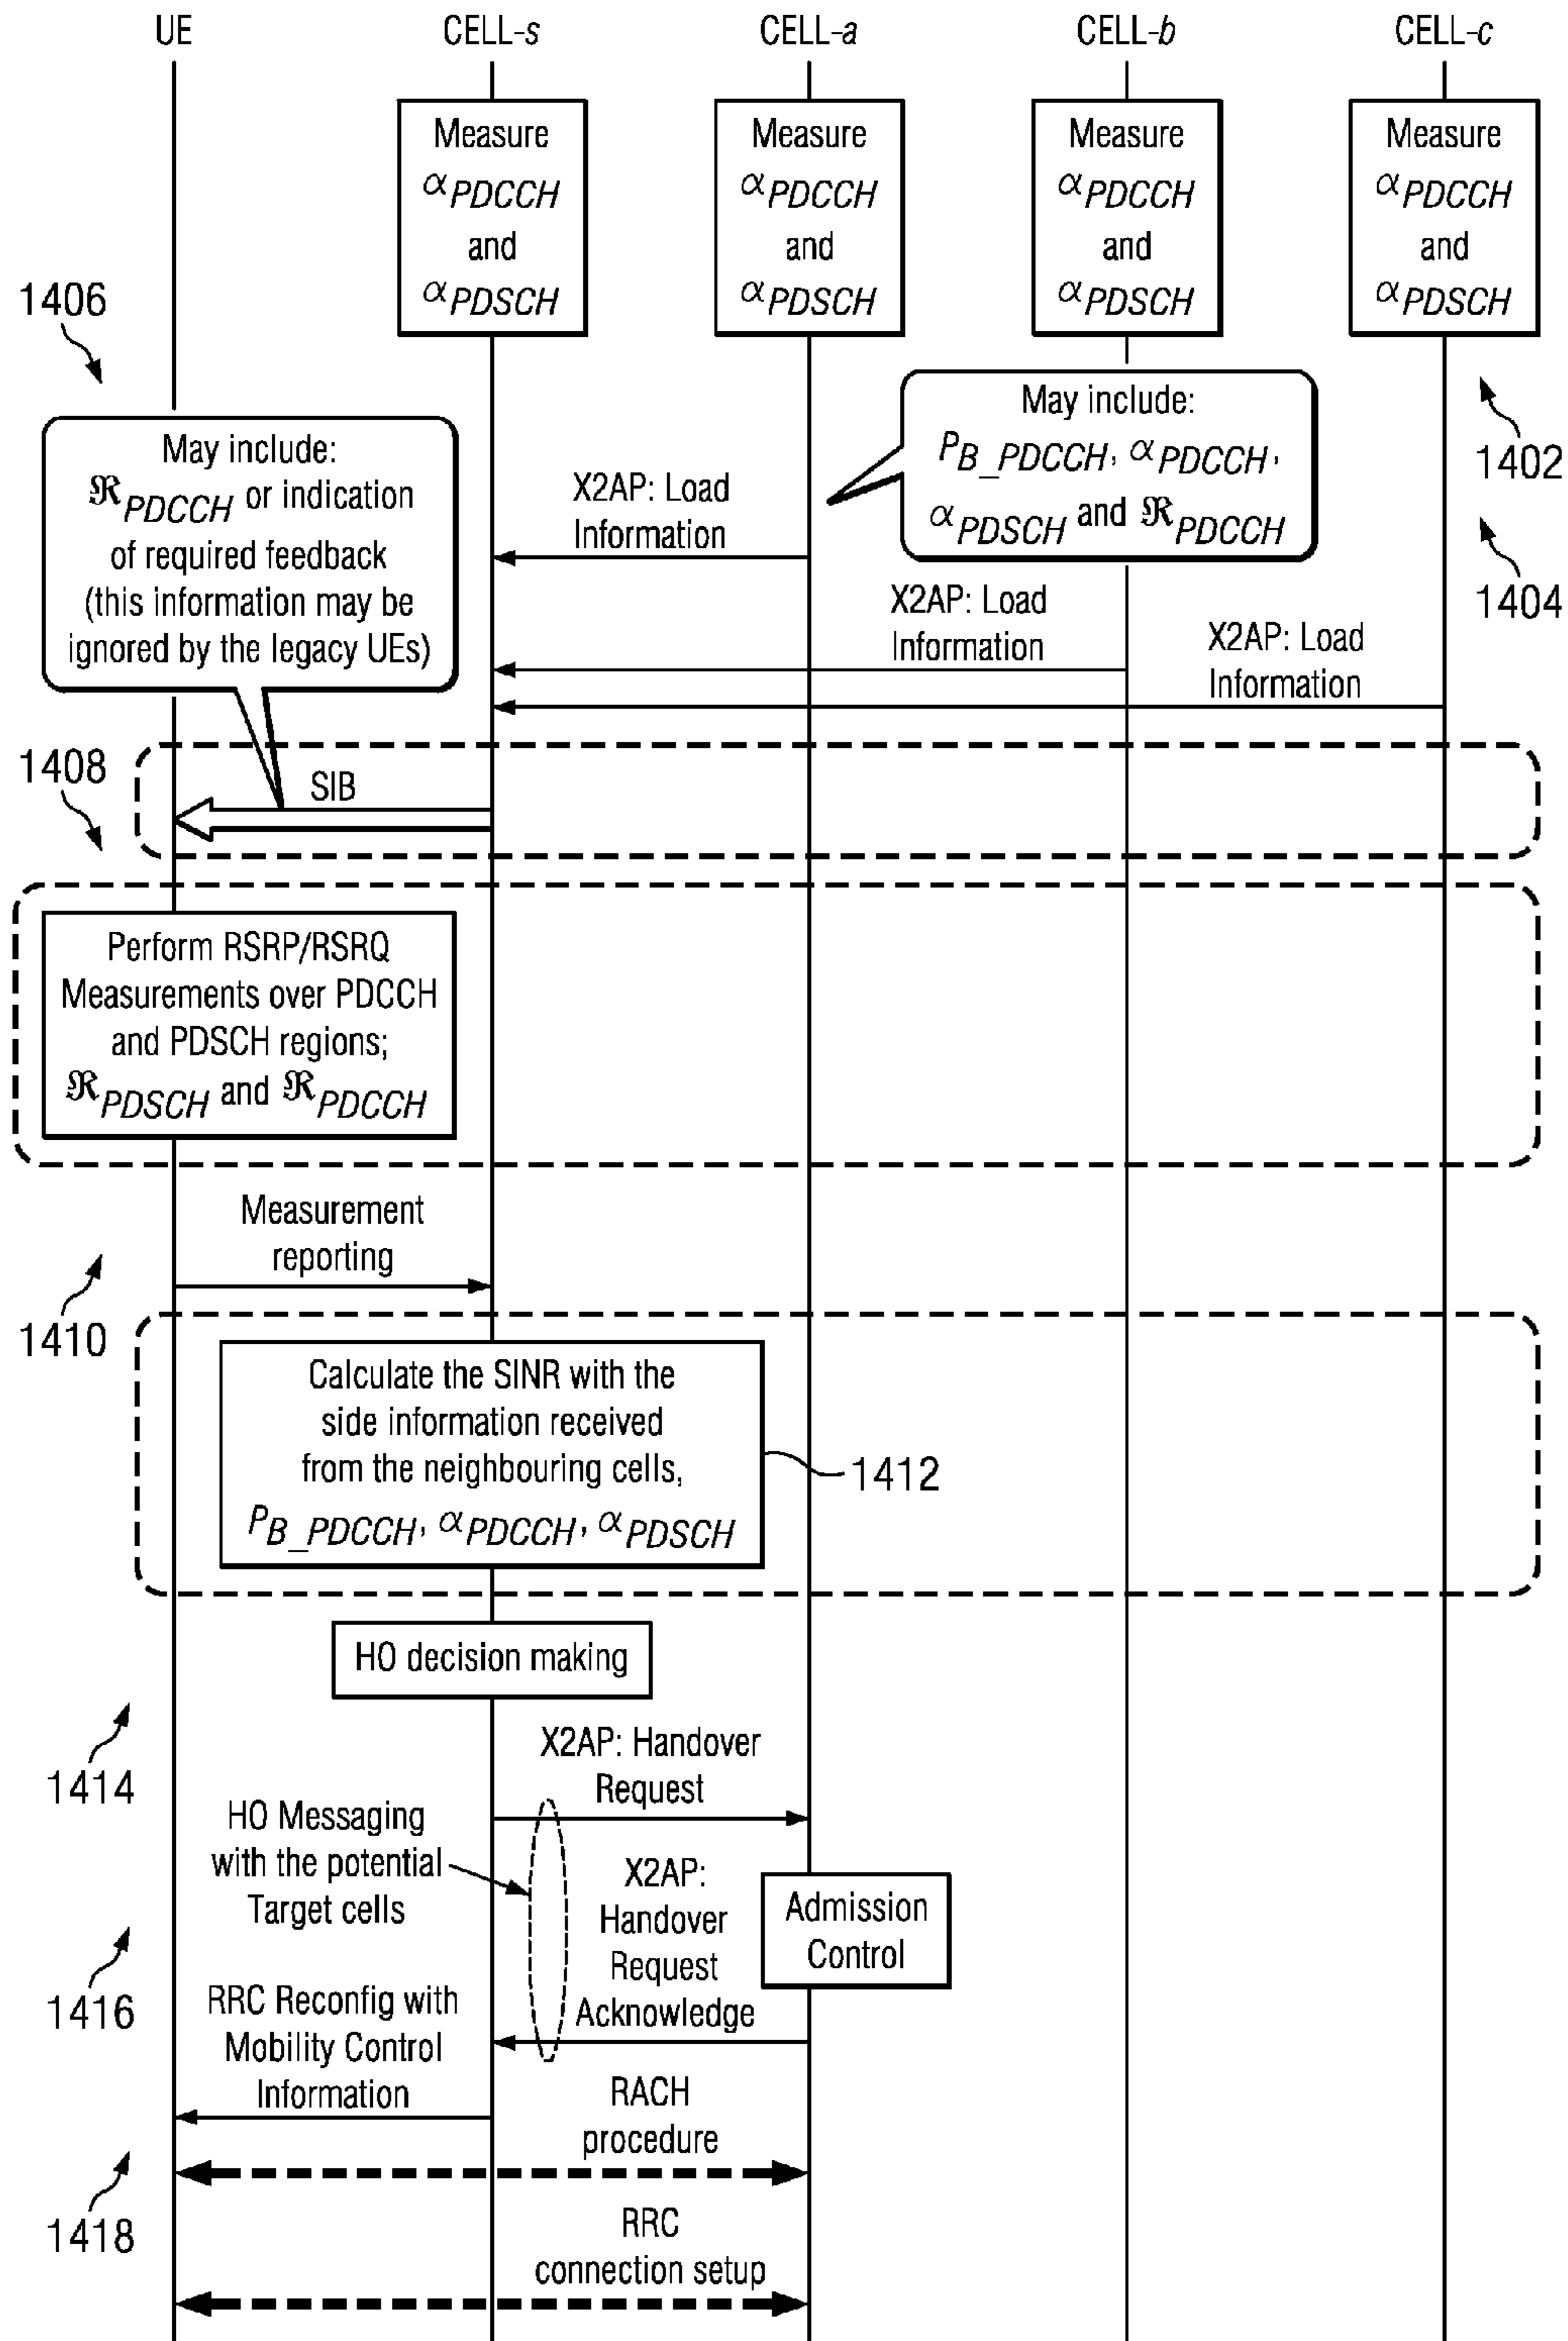 UE
CELL-s
CELL-a
CELL-b
CELL-c
Measure
αPDCCH
and
αPDSCH
Measure
αPDCCH
and
αPDSCH
Measure
αPDCCH
and
αPDSCH
Measure
αPDCCH
and
αPDSCH
1406
May include:
PB_PDCCH, αPDCCH,
αPDSCH and ℜPDCCH
1402
1404
May include:
ℜPDCCH or indication
of required feedback
(this information may be
ignored by the legacy UEs)
X2AP: Load
Information
X2AP: Load
Information
X2AP: Load
Information
1408
SIB
Perform RSRP/RSRQ
Measurements over PDCCH
and PDSCH regions;
ℜPDSCH and ℜPDCCH
Measurement
reporting
1410
Calculate the SINR with the
side information received
from the neighbouring cells,
PB_PDCCH, αPDCCH, αPDSCH
1412
HO decision making
1414
X2AP: Handover
Request
HO Messaging
with the potential
Target cells
X2AP:
Handover
Request
Acknowledge
Admission
Control
1416
RRC Reconfig with
Mobility Control
Information
RACH
procedure
1418
RRC
connection setup